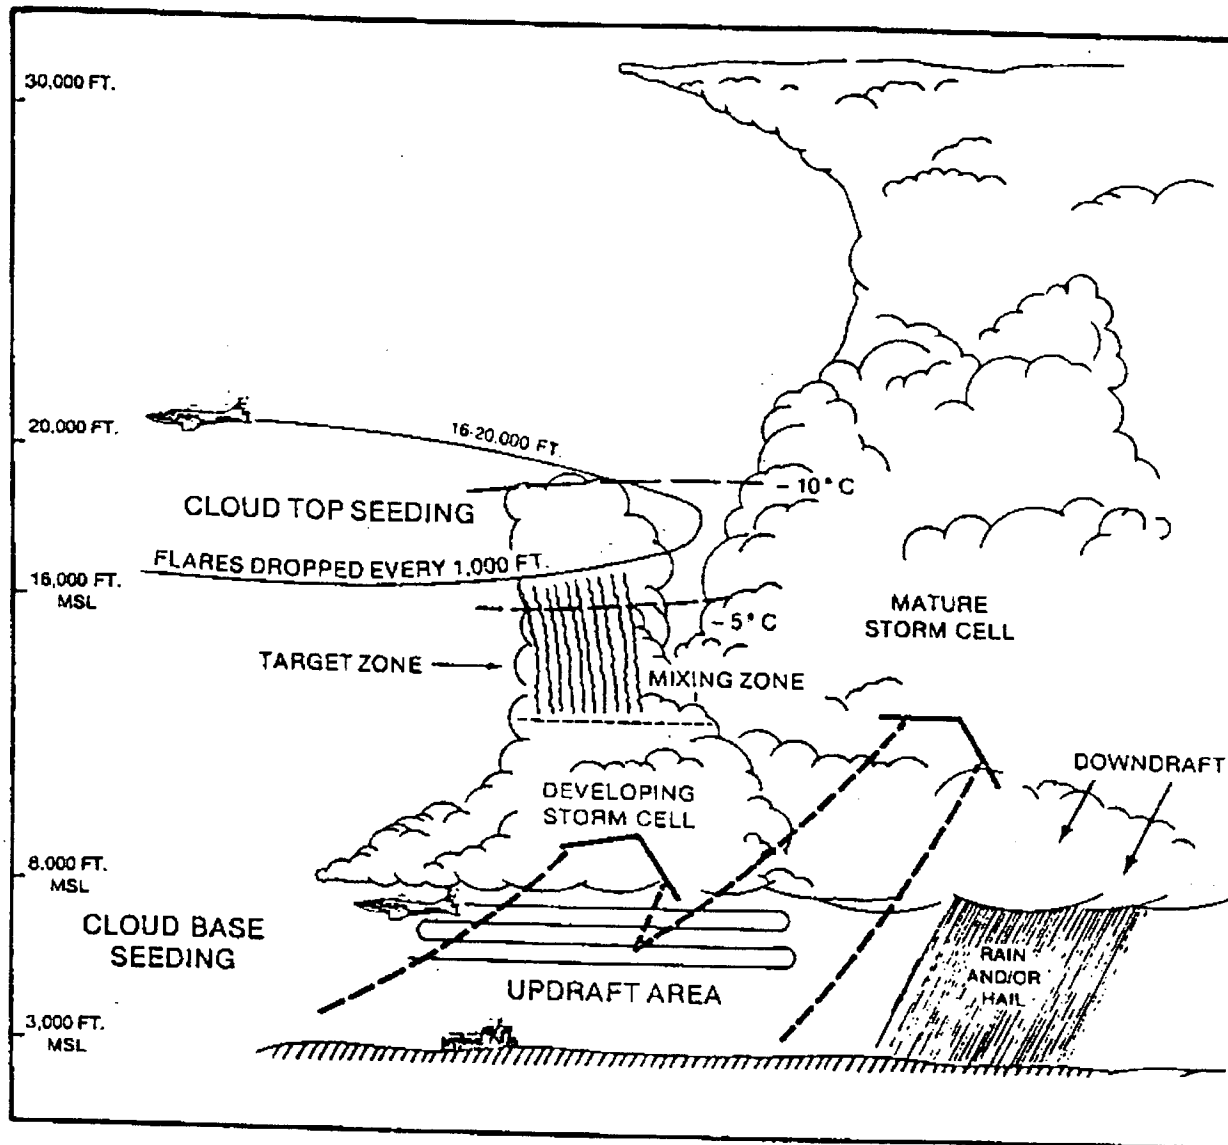 30,000 FT.
20,000 FT.
16-20,000 FT.
- 10° C
CLOUD TOP SEEDING
FLARES DROPPED EVERY 1,000 FT.
16,000 FT.
MSL
- 5° C
MATURE
STORM CELL
TARGET ZONE
MIXING ZONE
DOWNDRAFT
DEVELOPING
STORM CELL
8,000 FT.
MSL
CLOUD BASE
SEEDING
UPDRAFT AREA
RAIN
AND/OR
HAIL
3,000 FT.
MSL